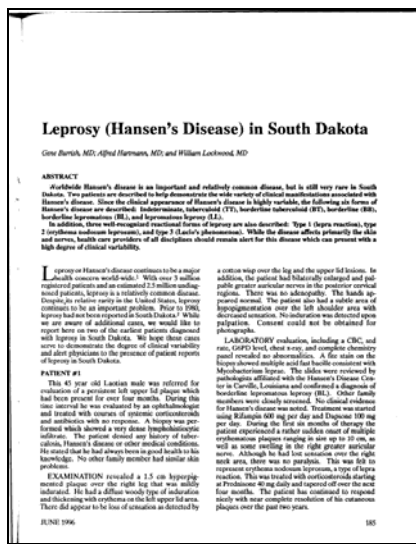 Leprosy (Hansen's Disease) in South Dakota
Gene Burrish, MD; Alfred Hartmann, MD; and William Lockwood, MD
ABSTRACT
Worldwide Hansen's disease is an important and relatively common disease, but is still very rare in South
Dakota. Two patients are described to help demonstrate the wide variety of clinical manifestations associated with
Hansen's disease. Since the clinical appearance of Hansen's disease is highly variable, the following six forms of
Hansen's disease are described: Indeterminate, tuberculoid (TT), borderline tuberculoid (BT), borderline (BB),
borderline lepromatous (BL), and lepromatous leprosy (LL).
In addition, three well-recognized reactional forms of leprosy are also described: Type 1 (lepra reaction), type
2 (erythema nodosum leprosum), and type 3 (Lucio's phenomenon). While the disease affects primarily the skin
and nerves, health care providers of all disciplines should remain alert for this disease which can present with a
high degree of clinical variability.
Leprosy or Hansen's disease continues to be a major
health concern world-wide.¹ With over 3 million
registered patients and an estimated 2.5 million undiag-
nosed patients, leprosy is a relatively common disease.
Despite its relative rarity in the United States, leprosy
continues to be an important problem. Prior to 1980,
leprosy had not been reported in South Dakota.² While
we are aware of additional cases, we would like to
report here on two of the earliest patients diagnosed
with leprosy in South Dakota. We hope these cases
serve to demonstrate the degree of clinical variability
and alert physicians to the presence of patient reports
of leprosy in South Dakota.
PATIENT #1
This 45 year old Laotian male was referred for
evaluation of a persistent left upper lid plaque which
had been present for over four months. During this
time interval he was evaluated by an ophthalmologist
and treated with courses of systemic corticosteroids
and antibiotics with no response. A biopsy was per-
formed which showed a very dense lymphohistiocytic
infiltrate. The patient denied any history of tuber-
culosis, Hansen's disease or other medical conditions.
He stated that he had always been in good health to his
knowledge. No other family member had similar skin
problems.
EXAMINATION revealed a 1.5 cm hyperpig-
mented plaque over the right leg that was mildly
indurated. He had a diffuse woody type of induration
and thickening with erythema on the left upper lid area.
There did appear to be loss of sensation as detected by
a cotton wisp over the leg and the upper lid lesions. In
addition, the patient had bilaterally enlarged and pal-
pable greater auricular nerves in the posterior cervical
regions. There was no adenopathy. The hands ap-
peared normal. The patient also had a subtle area of
hypopigmentation over the left shoulder area with
decreased sensation. No induration was detected upon
palpation. Consent could not be obtained for
photographs.
LABORATORY evaluation, including a CBC, sed
rate, G6PD level, chest x-ray, and complete chemistry
panel revealed no abnormalities. A fite stain on the
biopsy showed multiple acid fast bacille consistent with
Mycobacterium leprae. The slides were reviewed by
pathologists affiliated with the Hansen's Disease Cen-
ter in Carville, Louisiana and confirmed a diagnosis of
borderline lepromatous leprosy (BL). Other family
members were closely screened. No clinical evidence
for Hansen's disease was noted. Treatment was started
using Rifampin 600 mg per day and Dapsone 100 mg
per day. During the first six months of therapy the
patient experienced a rather sudden onset of multiple
erythematous plaques ranging in size up to 10 cm, as
well as some swelling in the right greater auricular
nerve. Although he had lost sensation over the right
neck area, there was no paralysis. This was felt to
represent erythema nodosum leprosum, a type of lepra
reaction. This was treated with corticosteroids starting
at Prednisone 40 mg daily and tapered off over the next
four months. The patient has continued to respond
nicely with near complete resolution of his cutaneous
plaques over the past two years.
JUNE 1996
185